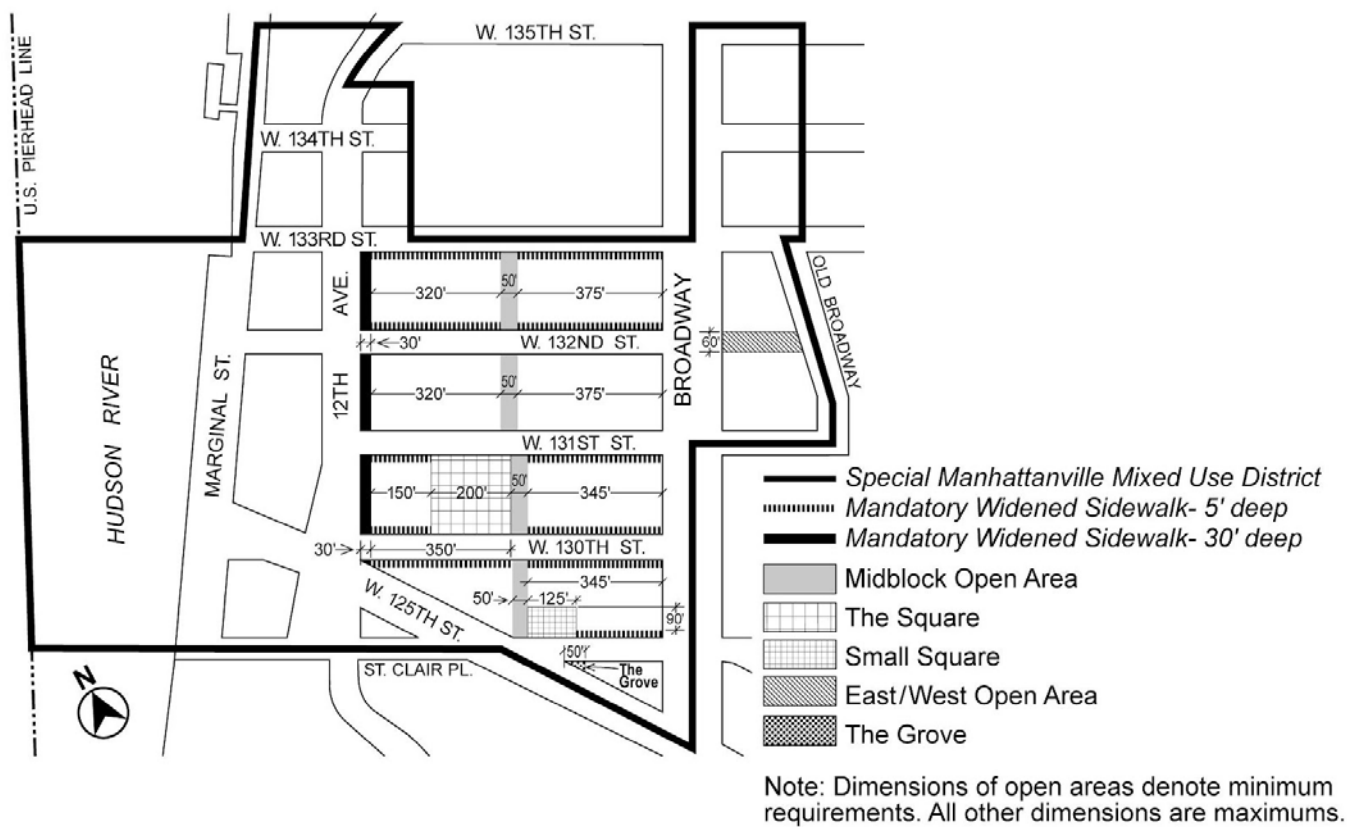 W. 135TH ST.
U.S. PIERHEAD LINE
W. 134TH ST.
W. 133RD ST.
AVE.
320'
50'
375'
BROADWAY
OLD BROADWAY
30'
W. 132ND ST.
60'
HUDSON RIVER
MARGINAL ST.
12TH
320'
50'
375'
W. 131ST ST.
150'
200'
50'
345'
30'
350'
W. 130TH ST.
345'
W. 125TH ST.
50'
125'
90'
50'
The
Grove
ST. CLAIR PL.
N
Special Manhattanville Mixed Use District
Mandatory Widened Sidewalk- 5' deep
Mandatory Widened Sidewalk- 30' deep
Midblock Open Area
The Square
Small Square
East/West Open Area
The Grove
Note: Dimensions of open areas denote minimum
requirements. All other dimensions are maximums.